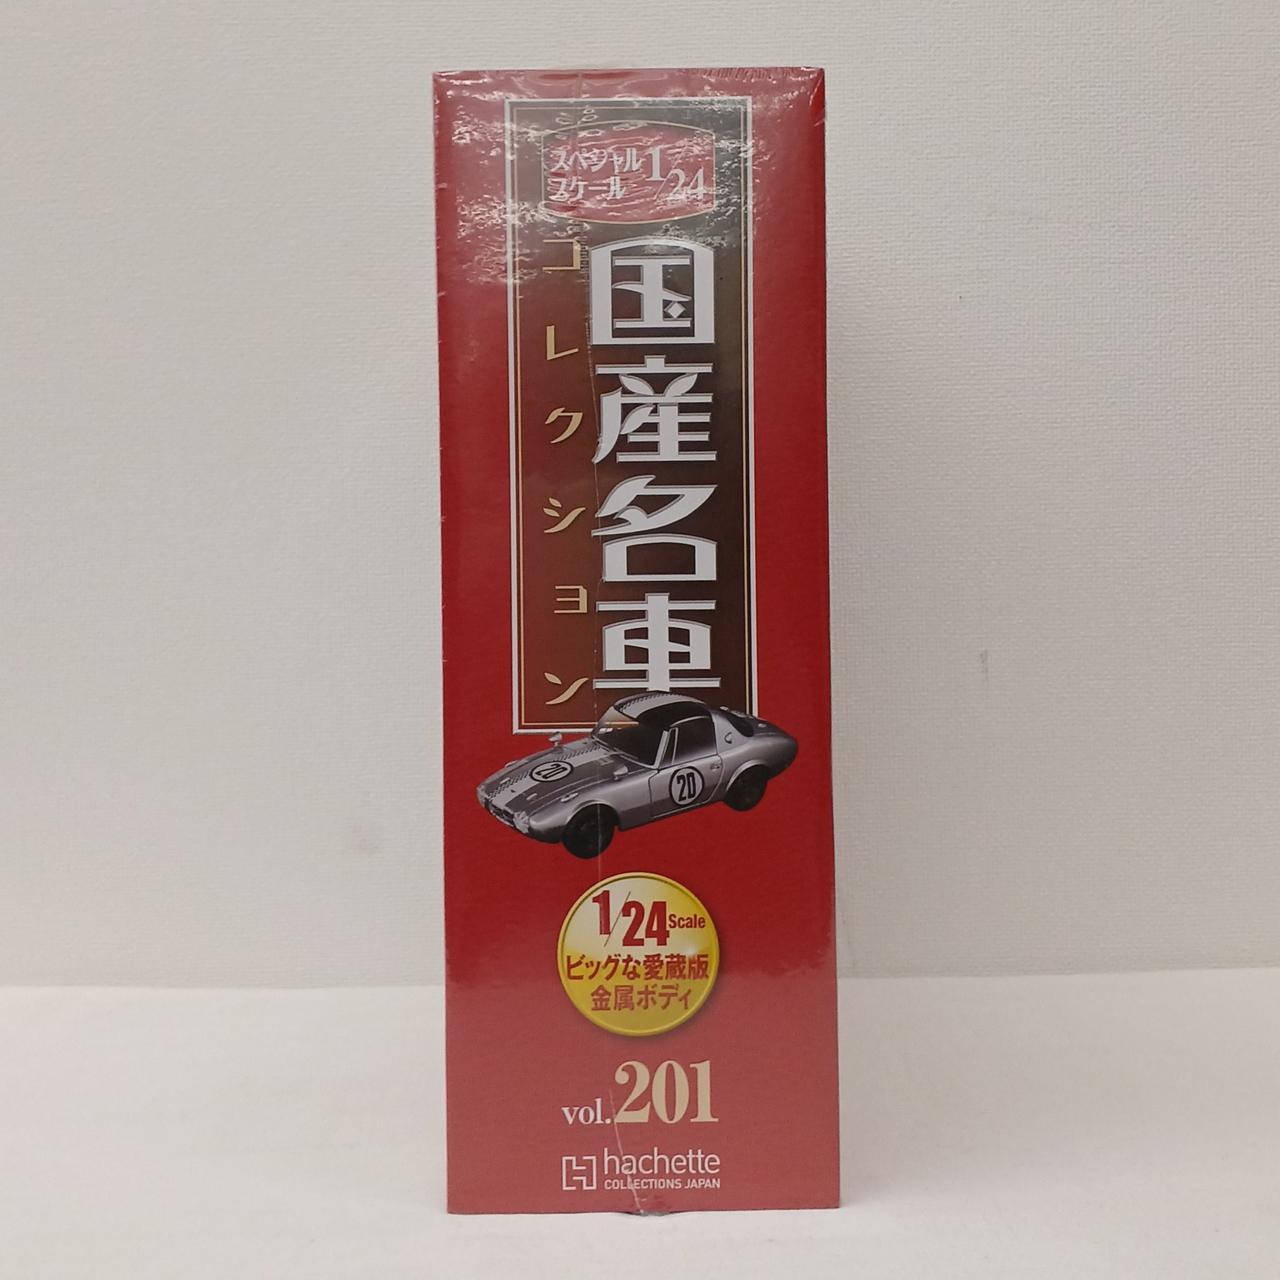 スペシャル
スケール 1/24
国産名車
コレクション
20
20
1/24 Scale
ビッグな愛蔵版
金属ボディ
vol.201
hachette
COLLECTIONS JAPAN